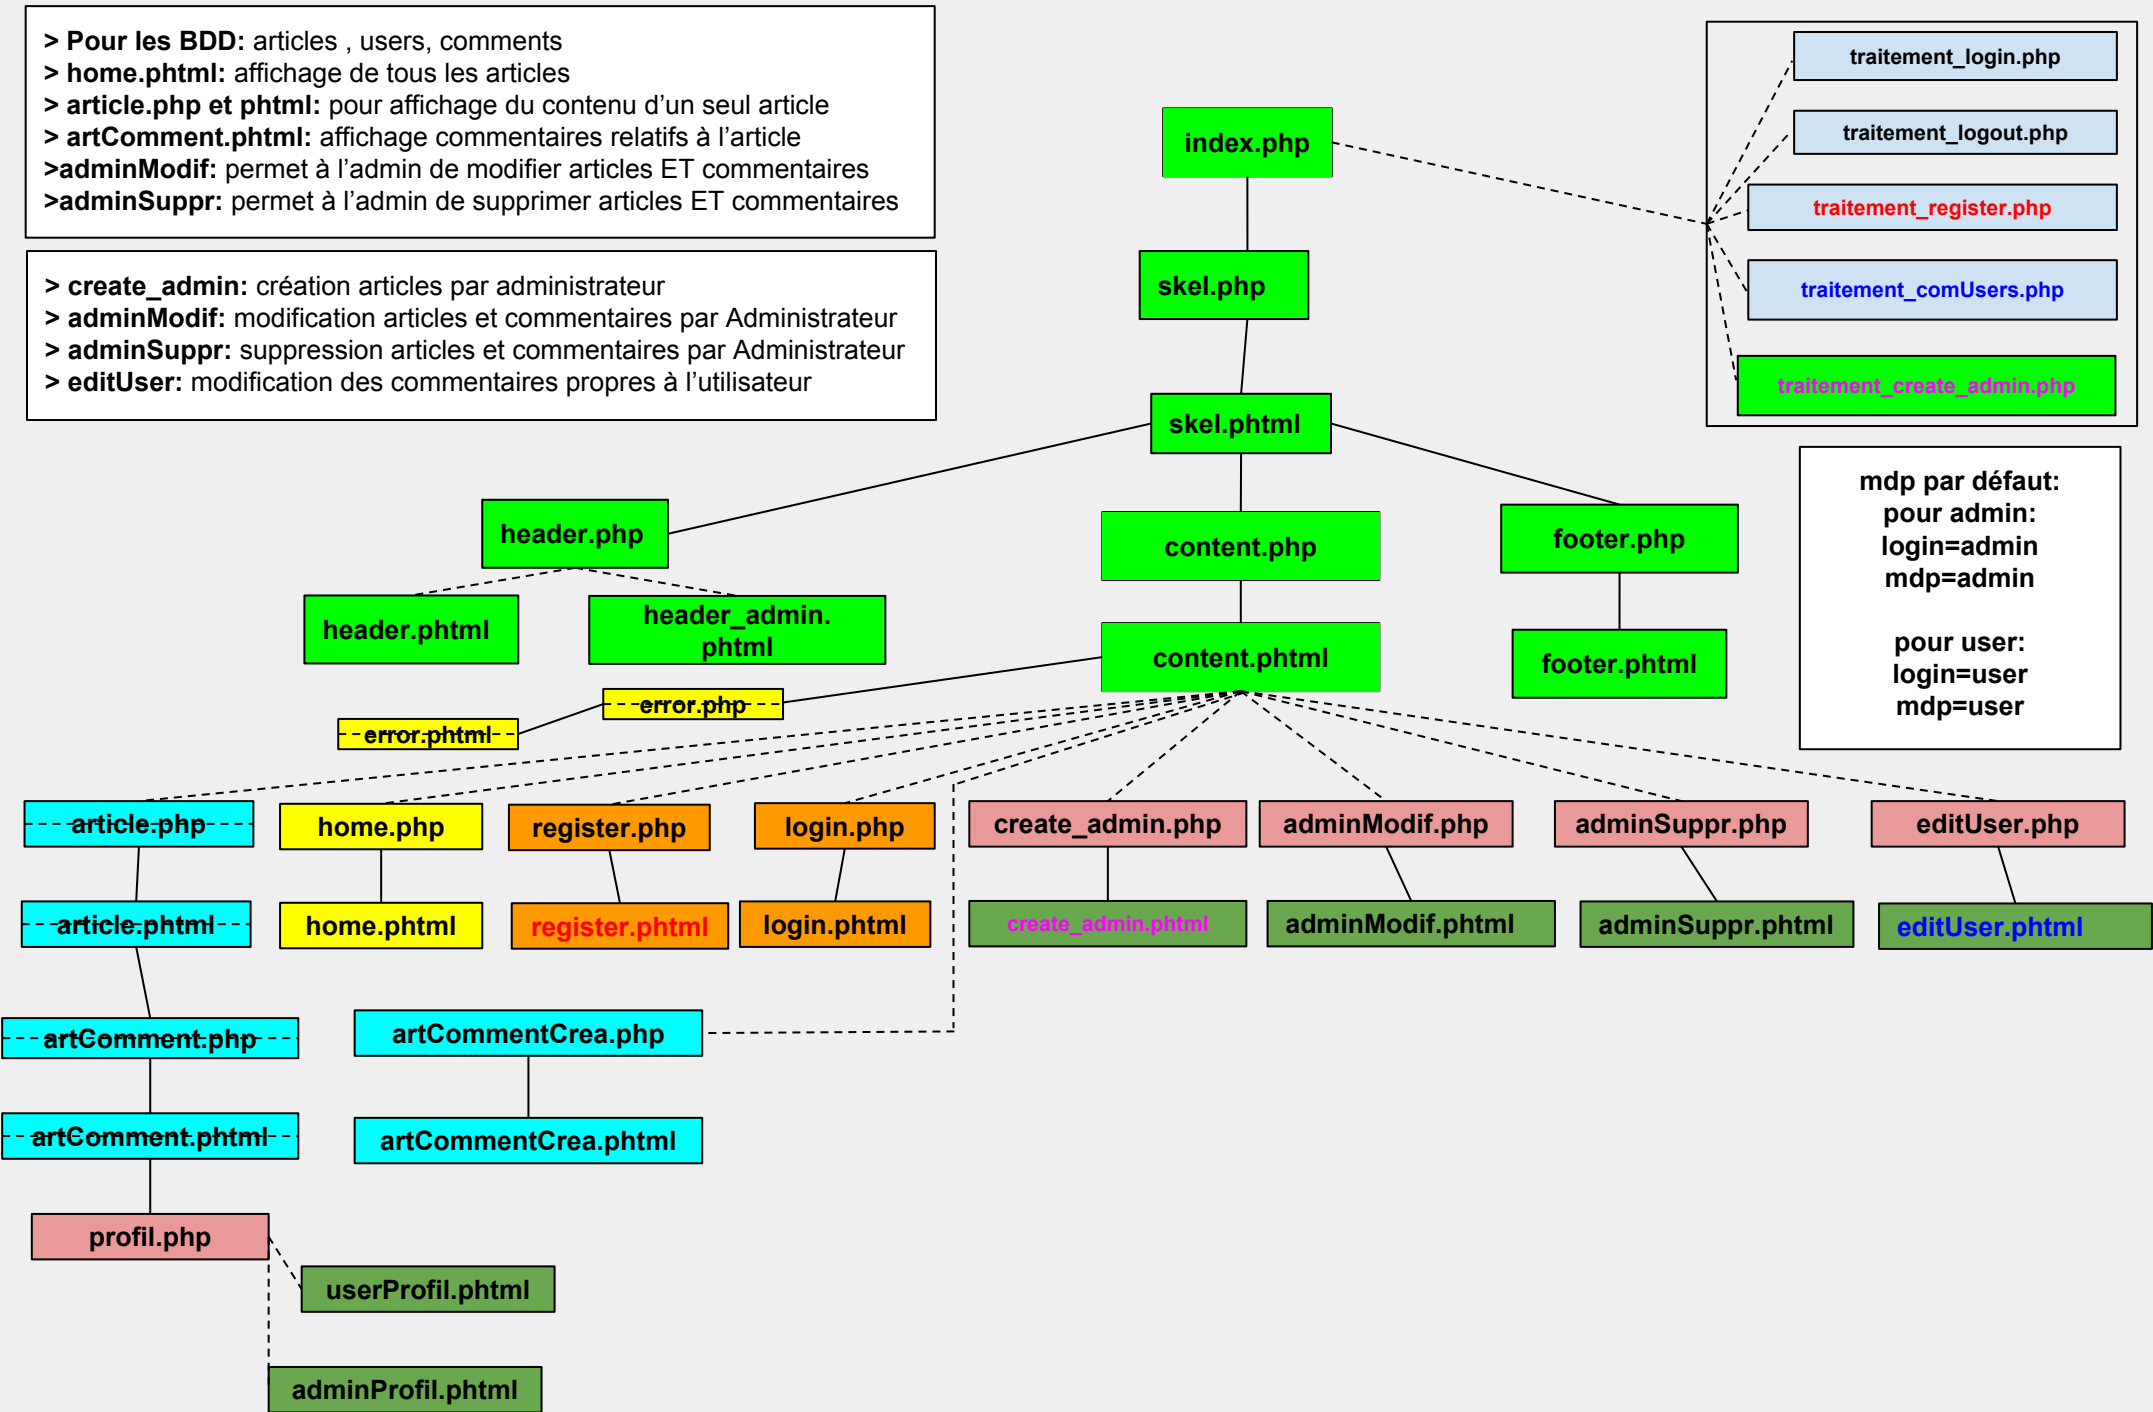 > Pour les BDD: articles , users, comments
> home.phtml: affichage de tous les articles
> article.php et phtml: pour affichage du contenu d'un seul article
> artComment.phtml: affichage commentaires relatifs à l'article
>adminModif: permet à l'admin de modifier articles ET commentaires
>adminSuppr: permet à l'admin de supprimer articles ET commentaires
> create_admin: création articles par administrateur
> adminModif: modification articles et commentaires par Administrateur
> adminSuppr: suppression articles et commentaires par Administrateur
> editUser: modification des commentaires propres à l'utilisateur
traitement_login.php
traitement_logout.php
traitement_register.php
traitement_comUsers.php
traitement_create_admin.php
index.php
skel.php
skel.phtml
mdp par défaut:
pour admin:
login=admin
mdp=admin
pour user:
login=user
mdp=user
header.php
content.php
footer.php
header.phtml
header_admin.
phtml
content.phtml
footer.phtml
error.php
error.phtml
article.php
home.php
register.php
login.php
create_admin.php
adminModif.php
adminSuppr.php
editUser.php
article.phtml
home.phtml
register.phtml
login.phtml
create_admin.phtml
adminModif.phtml
adminSuppr.phtml
editUser.phtml
artComment.php
artCommentCrea.php
artComment.phtml
artCommentCrea.phtml
profil.php
userProfil.phtml
adminProfil.phtml